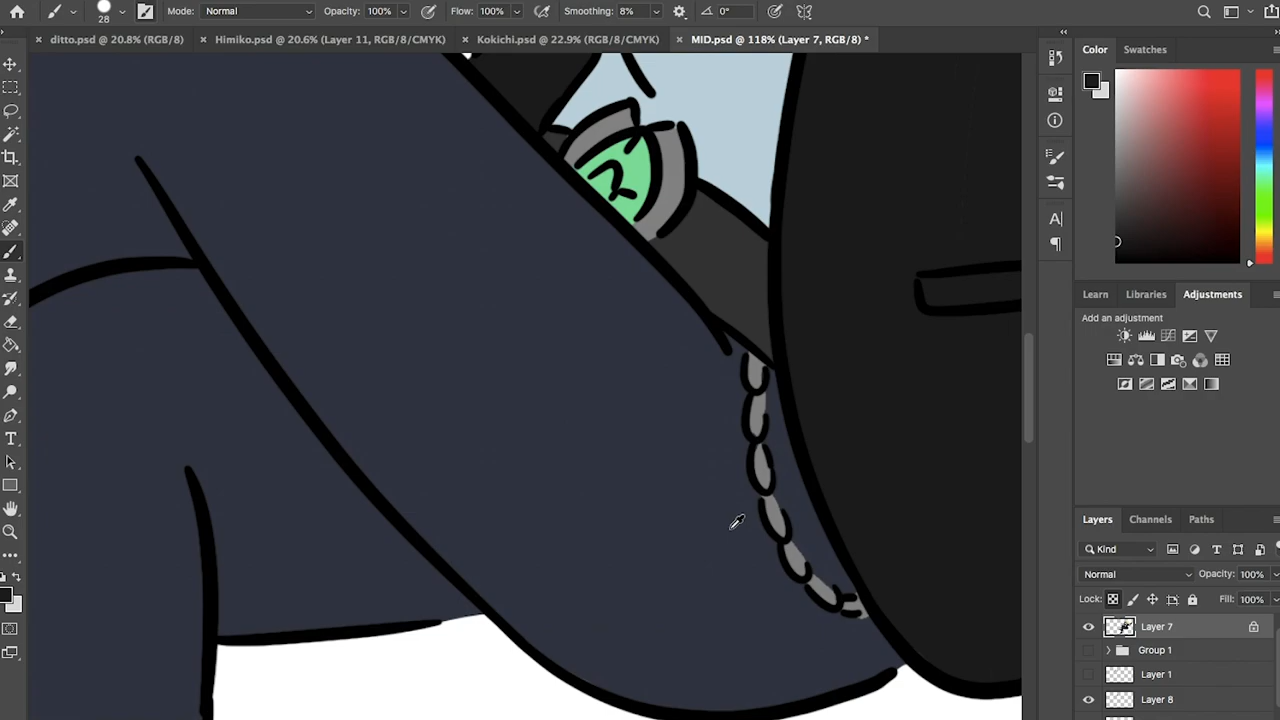 28 Mode: Normal Opacity: 100% Flow: 100% Smoothing: 8% 0°
ditto.psd @ 20.8% (RGB/8) Himiko.psd @ 20.6% (Layer 11, RGB/8/CMYK) Kokichi.psd @ 22.9% (RGB/8/CMYK) MID.psd @ 118% (Layer 7, RGB/8) *
Color Swatches
Learn Libraries Adjustments
Add an adjustment
Layers Channels Paths
Kind
Normal Opacity: 100%
Lock: Fill: 100%
Layer 7
Group 1
Layer 1
Layer 8